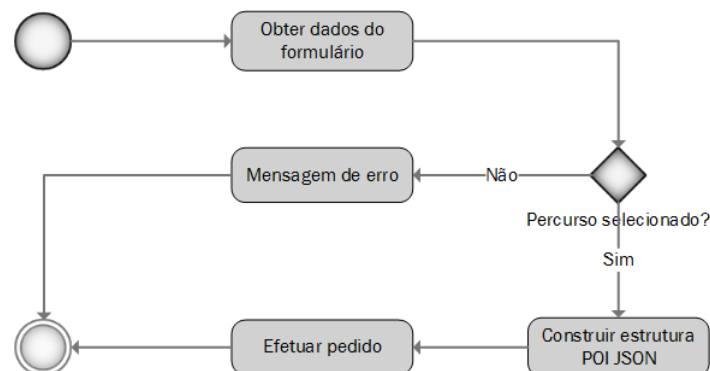 Obter dados do
formulário
Mensagem de erro
Não
Percurso selecionado?
Sim
Efetuar pedido
Construir estrutura
POI JSON